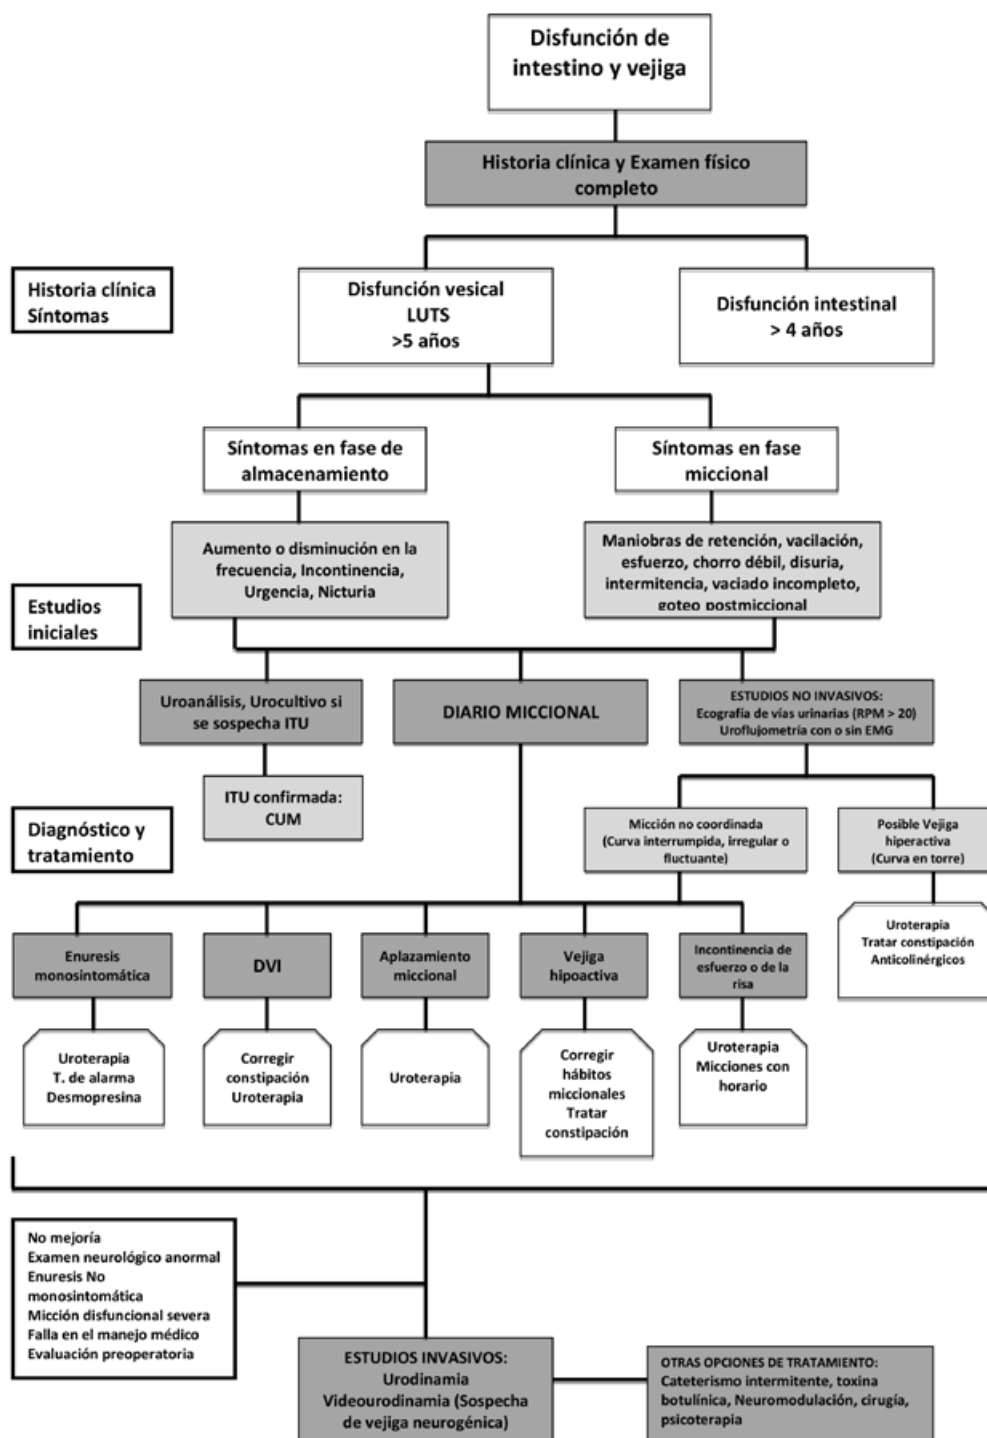 Disfunción de
intestino y vejiga
Historia clínica y Examen físico
completo
Historia clínica
Síntomas
Disfunción vesical
LUTS
>5 años
Disfunción intestinal
> 4 años
Síntomas en fase de
almacenamiento
Síntomas en fase
miccional
Aumento o disminución en la
frecuencia, Incontinencia,
Urgencia, Nicturia
Maniobras de retención, vacilación,
esfuerzo, chorro débil, disuria,
intermitencia, vaciado incompleto,
goteo postmiccional
Estudios
iniciales
Uroanálisis, Urocultivo si
se sospecha ITU
DIARIO MICCIONAL
ESTUDIOS NO INVASIVOS:
Ecografía de vías urinarias (RPM > 20)
Uroflujometría con o sin EMG
ITU confirmada:
CUM
Diagnóstico y
tratamiento
Micción no coordinada
(Curva interrumpida, irregular o
fluctuante)
Posible Vejiga
hiperactiva
(Curva en torre)
Enuresis
monosintomática
DVI
Aplazamiento
miccional
Vejiga
hipoactiva
Incontinencia de
esfuerzo o de la
risa
Uroterapia
Tratar constipación
Anticolinérgicos
Uroterapia
T. de alarma
Desmopresina
Corregir
constipación
Uroterapia
Uroterapia
Corregir
hábitos
miccionales
Tratar
constipación
Uroterapia
Micciones con
horario
No mejoría
Examen neurológico anormal
Enuresis No
monosintomática
Micción disfuncional severa
Falla en el manejo médico
Evaluación preoperatoria
ESTUDIOS INVASIVOS:
Urodinamia
Videourodinamia (Sospecha
de vejiga neurogénica)
OTRAS OPCIONES DE TRATAMIENTO:
Cateterismo intermitente, toxina
botulínica, Neuromodulación, cirugía,
psicoterapia